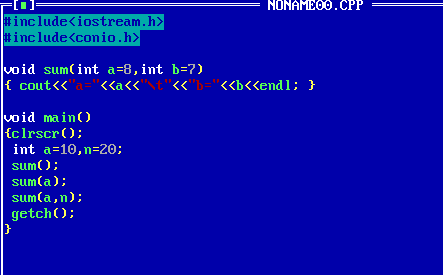 NONAME00.CPP
#include<iostream.h>
#include<conio.h>
void sum(int a=8,int b=7)
{ cout<<"a="<<a<<"\t"<<"b="<<b<<endl; }
void main()
{clrscr();
int a=10,n=20;
sum();
sum(a);
sum(a,n);
getch();
}